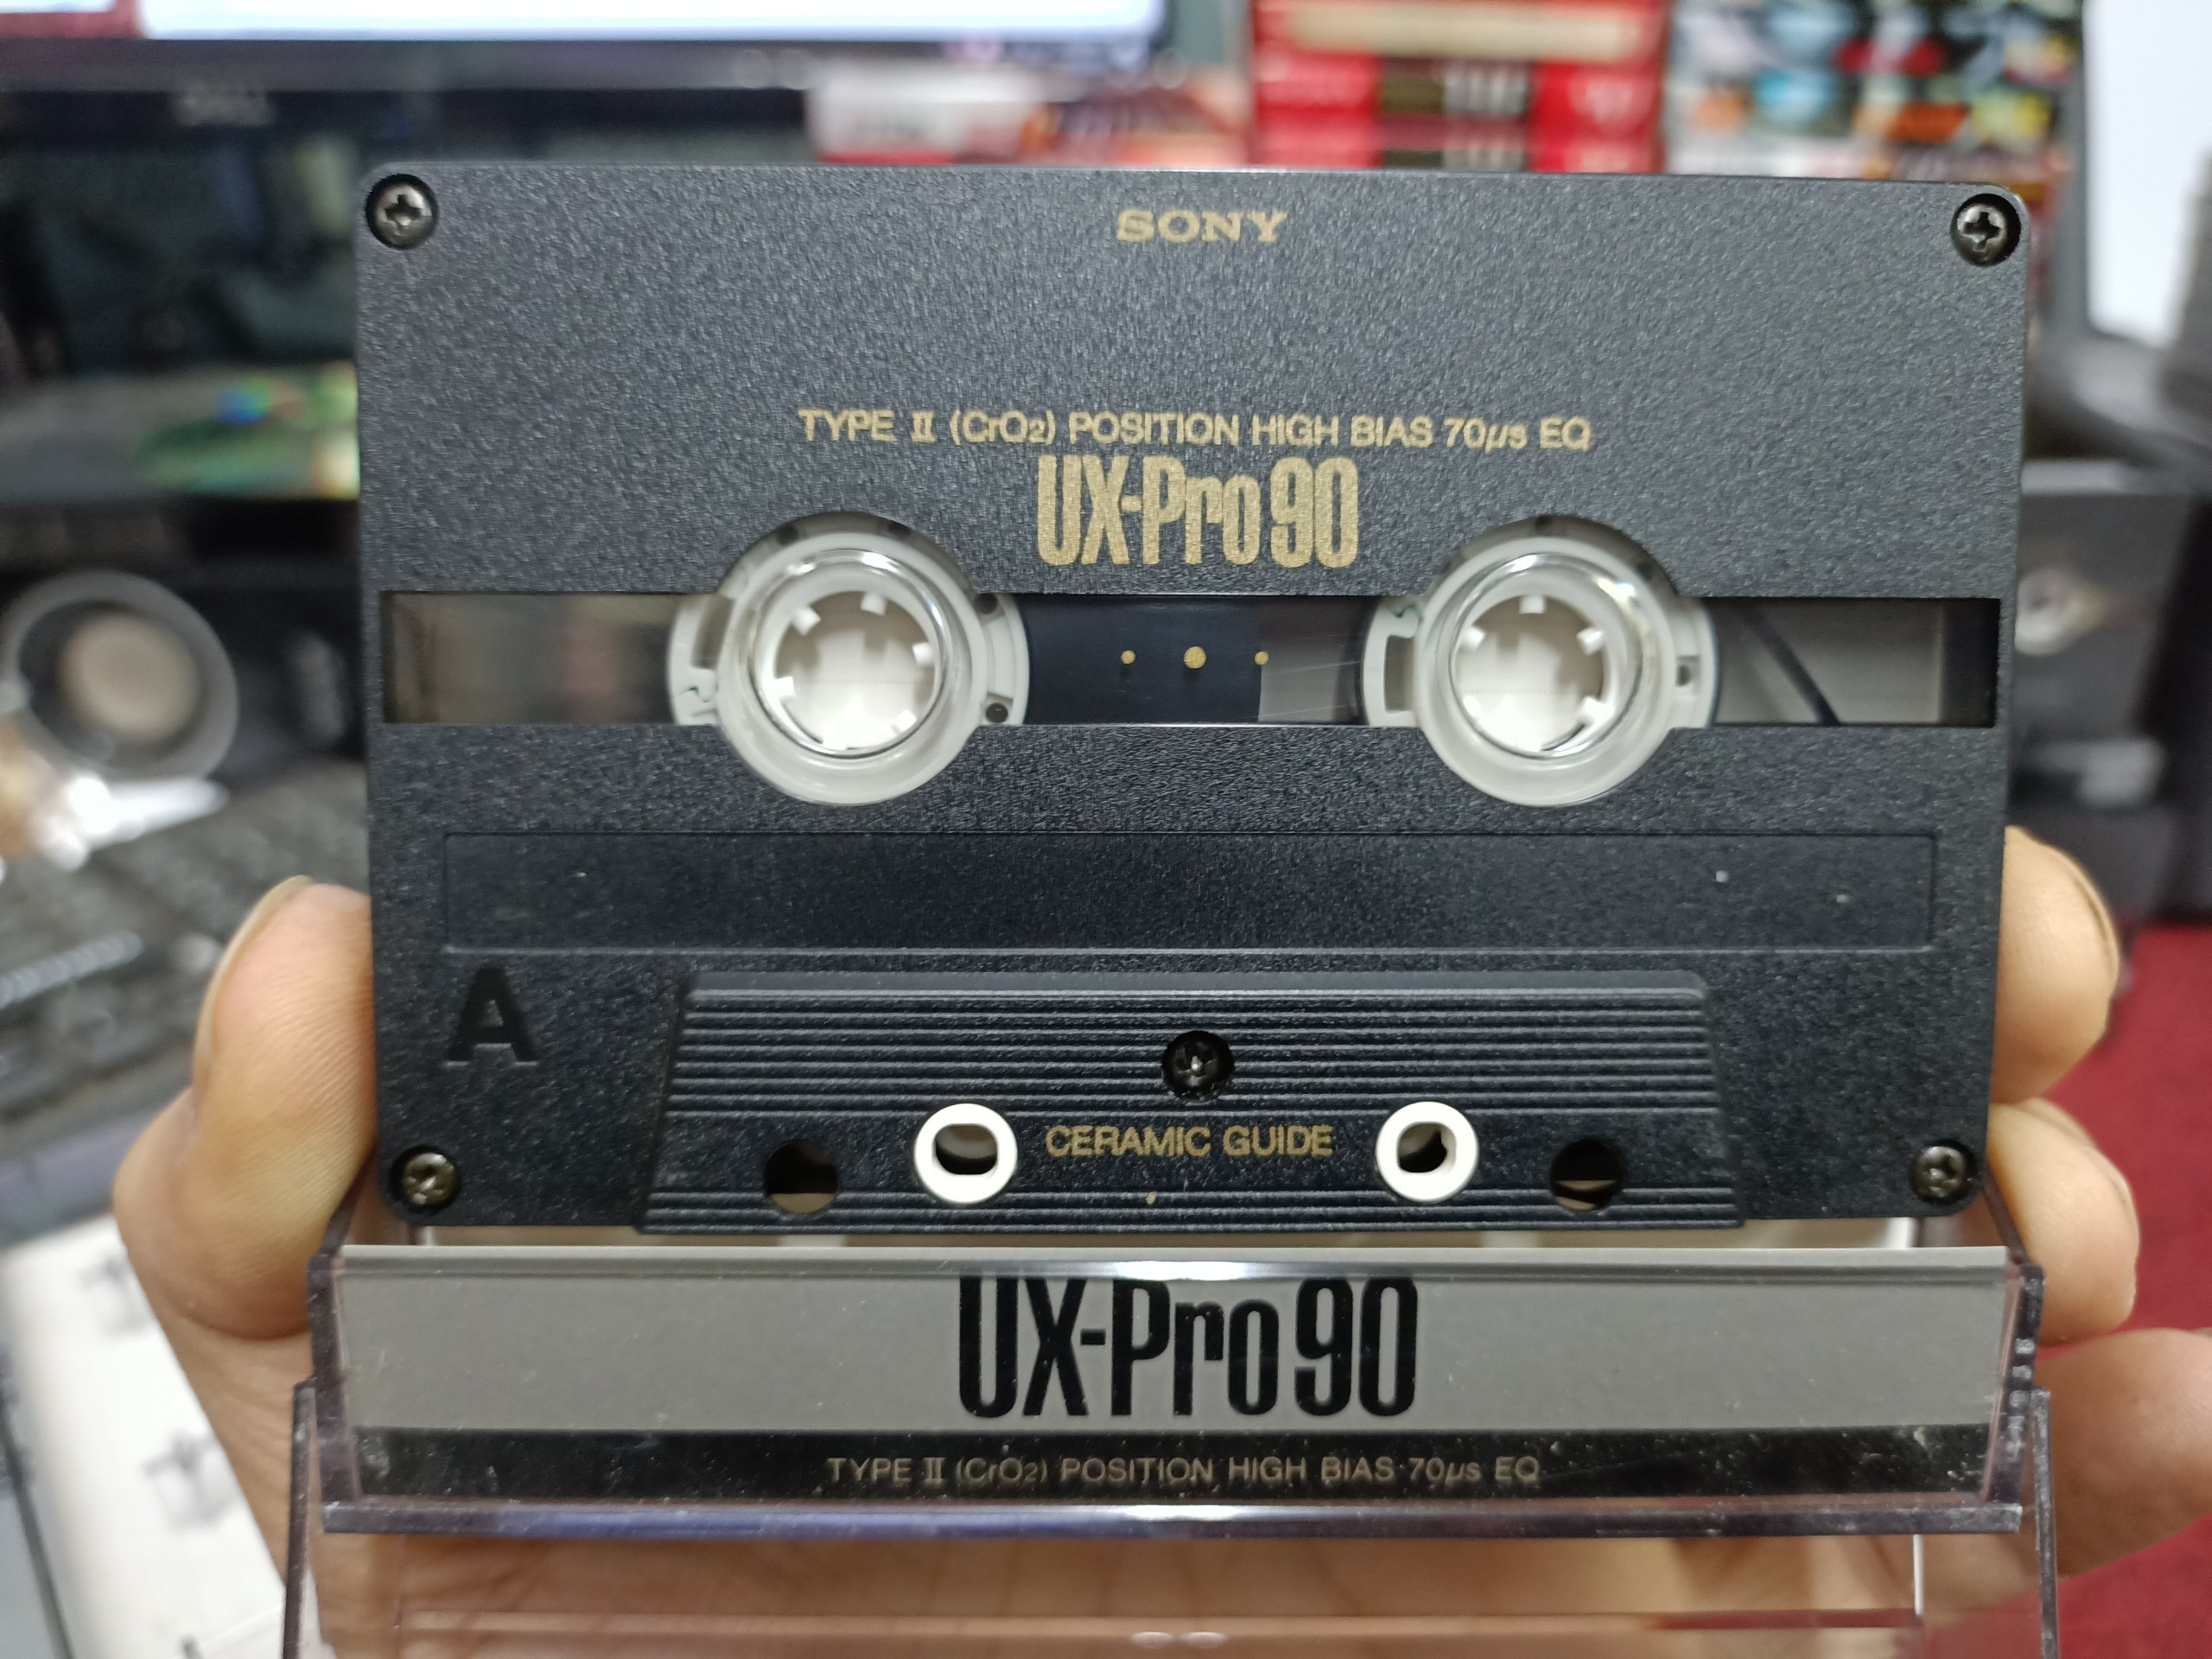 SONY
TYPE II (CrO2) POSITION HIGH BIAS 70µs EQ
UX-Pro 90
A
CERAMIC GUIDE
UX-Pro 90
TYPE II (CrO2) POSITION HIGH BIAS 70µs EQ